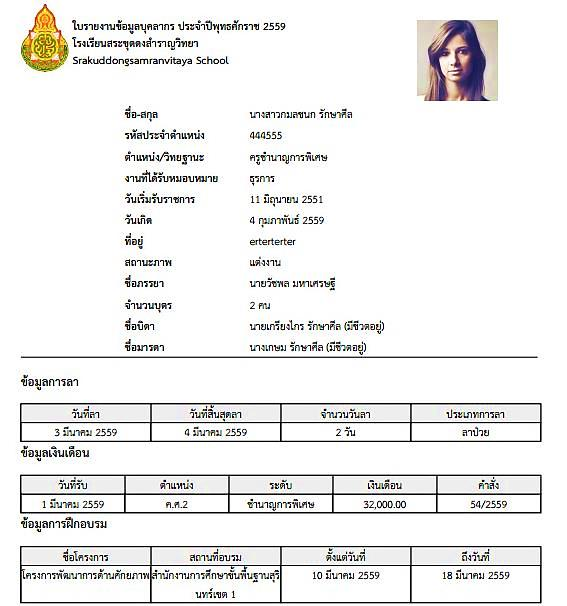 ใบรายงานข้อมูลบุคลากร ประจำปีพุทธศักราช 2559
โรงเรียนสระขุดดงสำราญวิทยา
Srakuddongsamranvitaya School
ชื่อ-สกุล นางสาวกมลชนก รักษาศีล
รหัสประจำตำแหน่ง 444555
ตำแหน่ง/วิทยฐานะ ครูชำนาญการพิเศษ
งานที่ได้รับหมอบหมาย ธุรการ
วันเริ่มรับราชการ 11 มิถุนายน 2551
วันเกิด 4 กุมภาพันธ์ 2559
ที่อยู่ erterterter
สถานะภาพ แต่งงาน
ชื่อภรรยา นายวัชพล มหาเศรษฐี
จำนวนบุตร 2 คน
ชื่อบิดา นายเกรียงไกร รักษาศีล (มีชีวตอยู่)
ชื่อมารดา นางเกษม รักษาศีล (มีชีวตอยู่)
ข้อมูลการลา
วันที่ลา วันที่สิ้นสุดลา จำนวนวันลา ประเภทการลา
3 มีนาคม 2559 4 มีนาคม 2559 2 วัน ลาป่วย
ข้อมูลเงินเดือน
วันที่รับ ตำแหน่ง ระดับ เงินเดือน คำสั่ง
1 มีนาคม 2559 ค.ศ.2 ชำนาญการพิเศษ 32,000.00 54/2559
ข้อมูลการฝึกอบรม
ชื่อโครงการ สถานที่อบรม ตั้งแต่วันที่ ถึงวันที่
โครงการพัฒนาการด้านศักยภาพ สำนักงานการศึกษาขั้นพื้นฐานสุริ 10 มีนาคม 2559 18 มีนาคม 2559
นทร์เขต 1